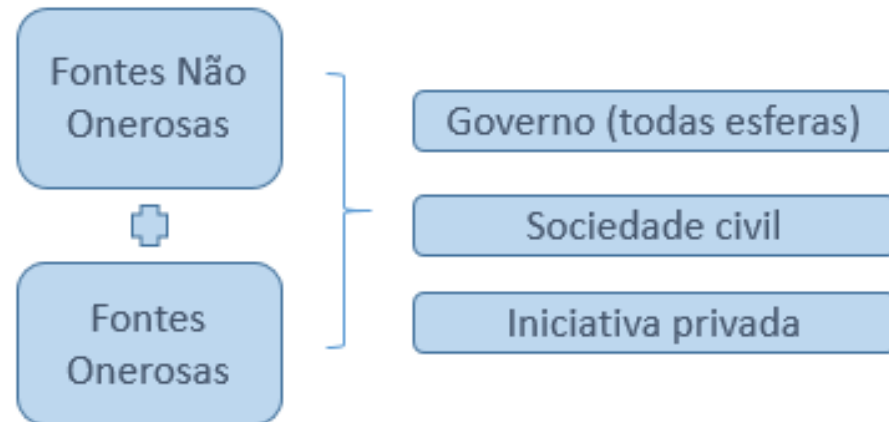 Fontes Não
Onerosas
Fontes
Onerosas
Governo (todas esferas)
Sociedade civil
Iniciativa privada